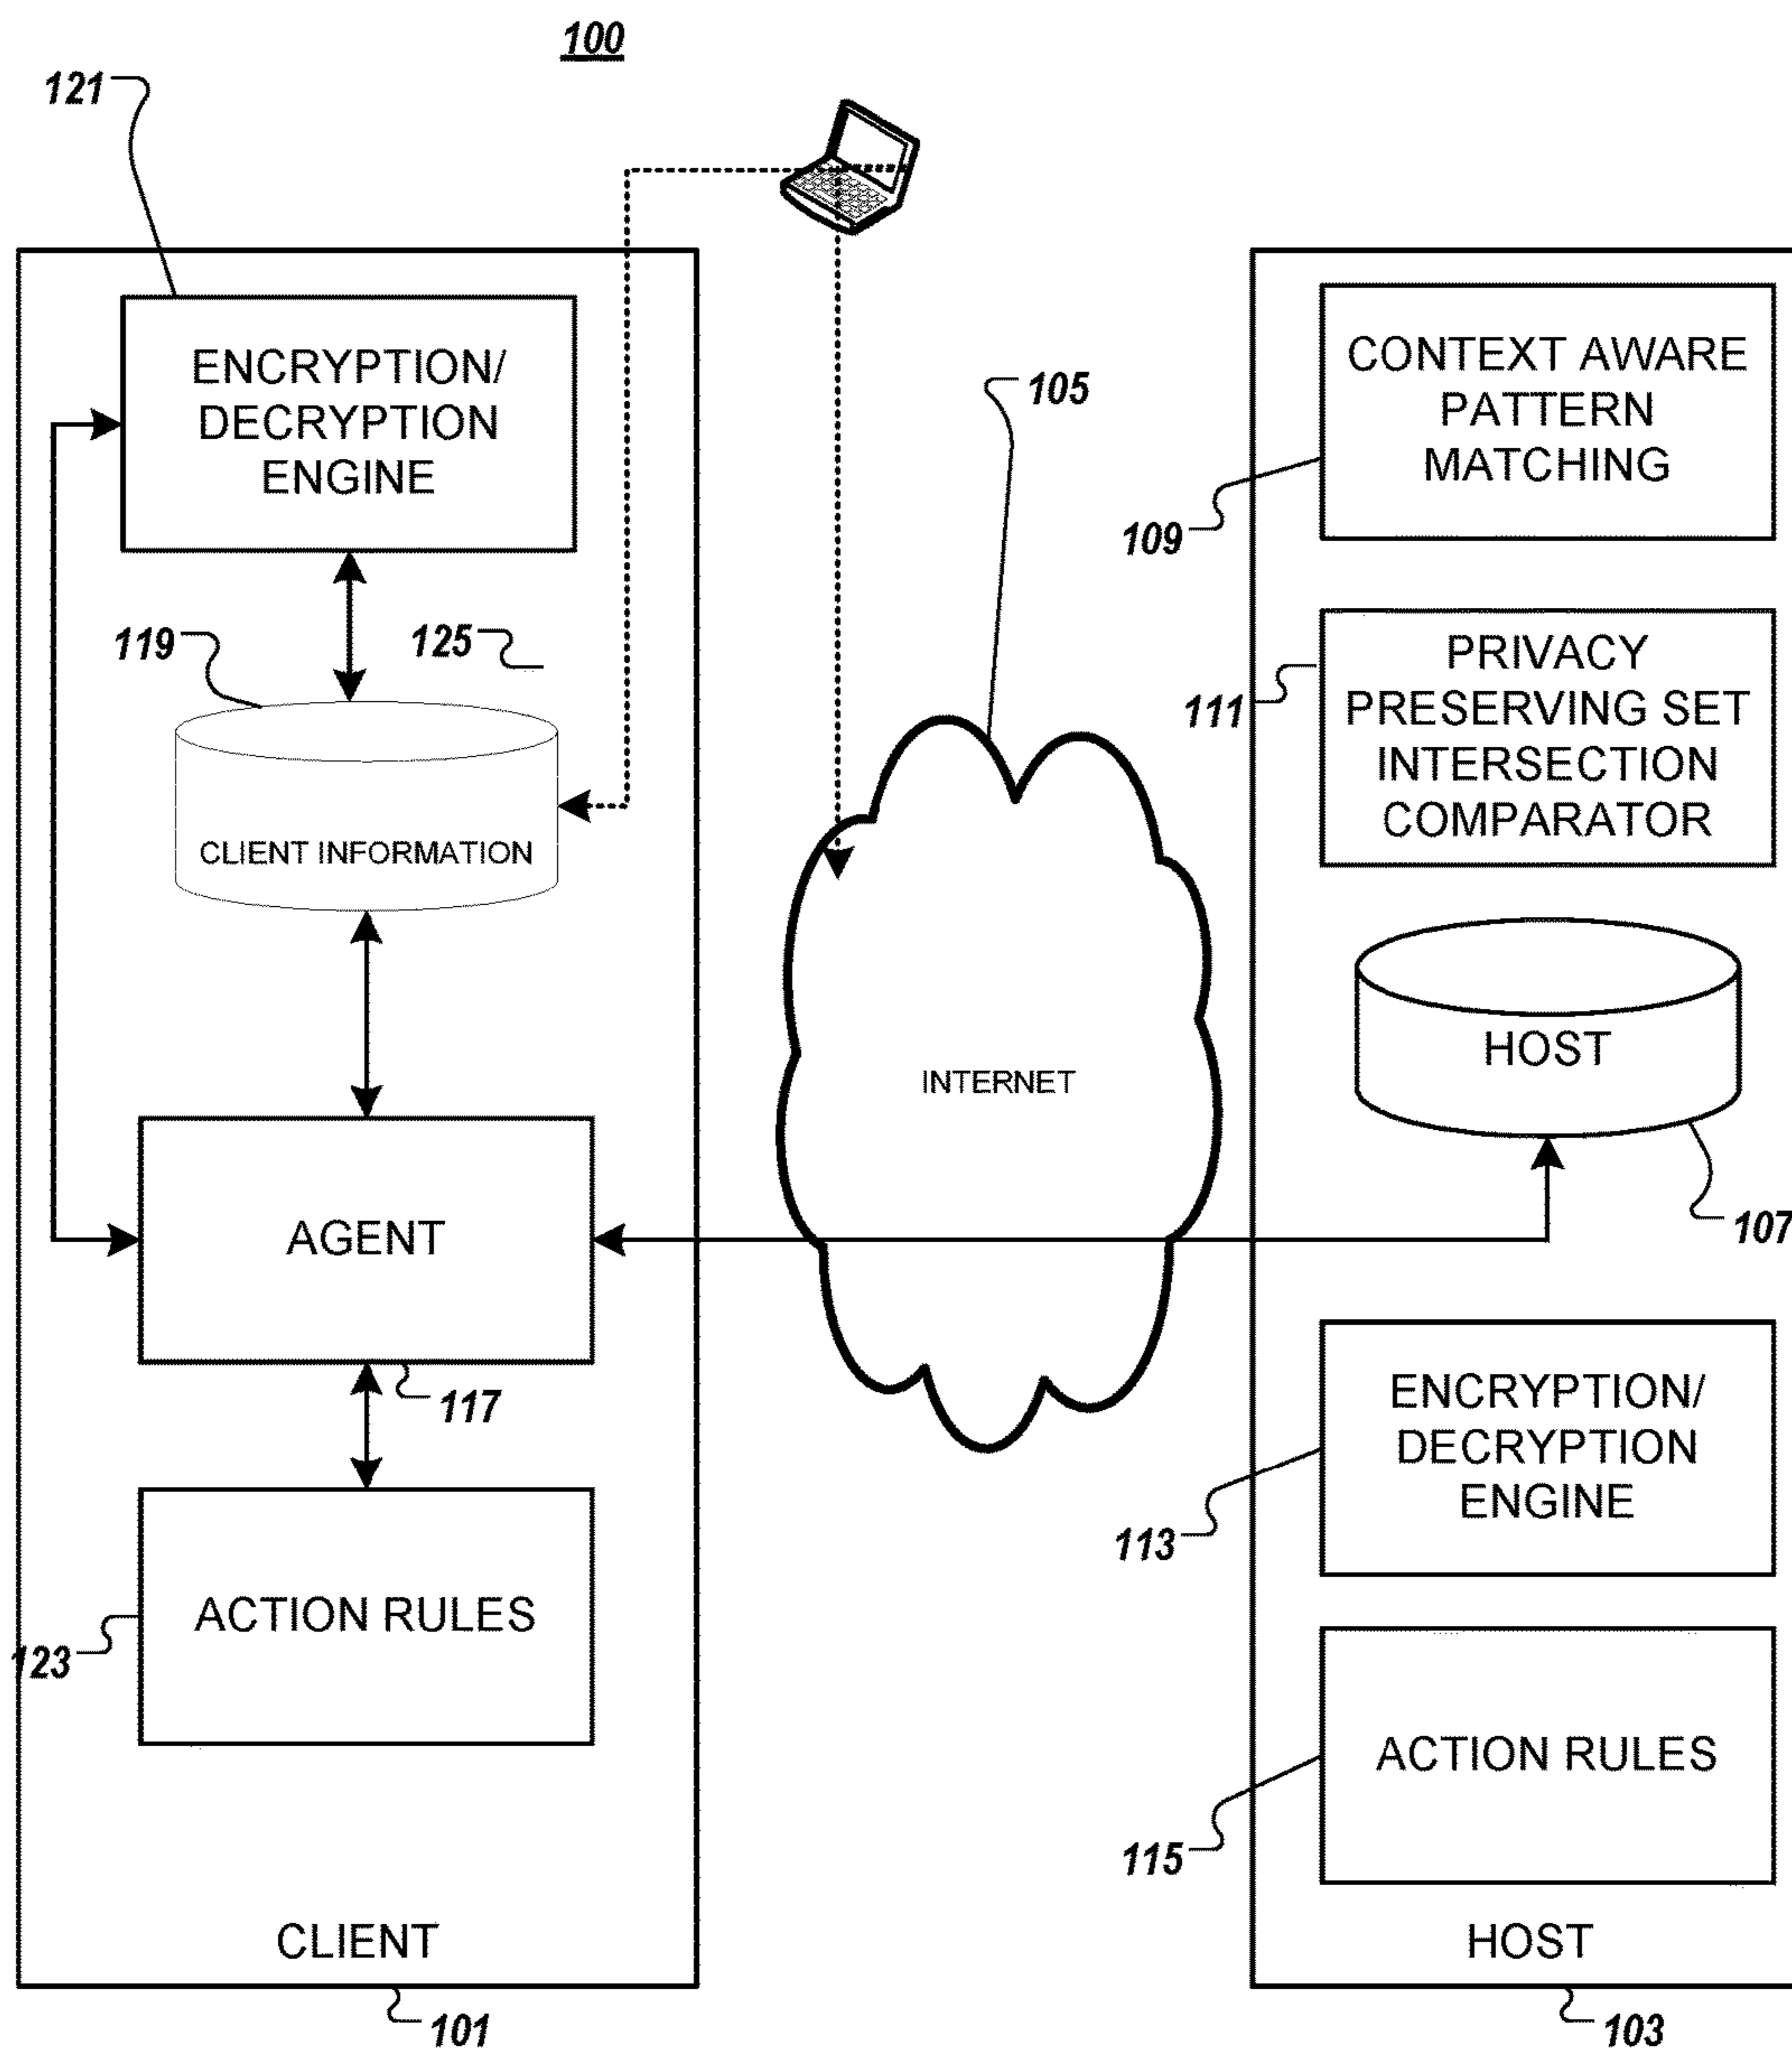 100
121
ENCRYPTION/
DECRYPTION
ENGINE
119
125
CLIENT INFORMATION
AGENT
117
ACTION RULES
123
CLIENT
101
105
INTERNET
CONTEXT AWARE
PATTERN
MATCHING
109
PRIVACY
PRESERVING SET
INTERSECTION
COMPARATOR
111
HOST
107
ENCRYPTION/
DECRYPTION
ENGINE
113
ACTION RULES
115
HOST
103